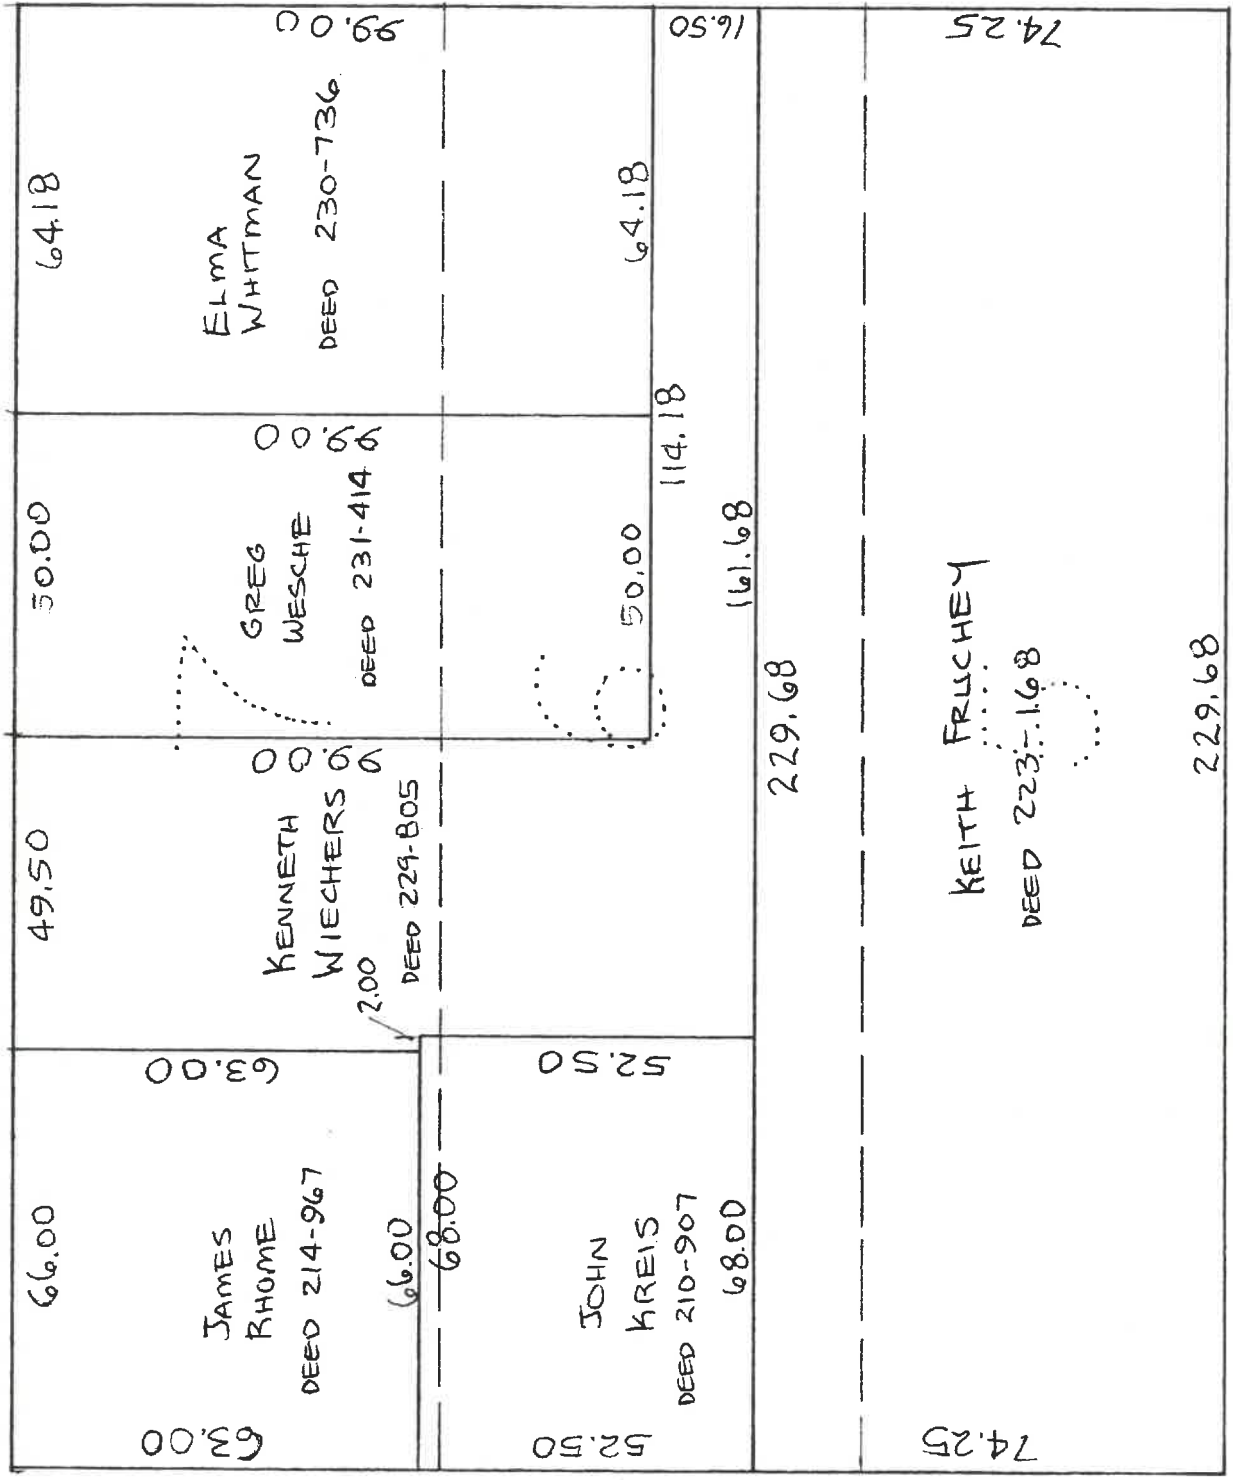 66.00
49.50
50.00
64.18
63.00
63.00
JAMES
RHOME
DEED 214-967
66.00
68.00
KENNETH
WIECHERS
2.00
DEED 229-805
99.00
GREG
WESCHE
DEED 231-414
99.00
50.00
ELMA
WHITMAN
DEED 230-736
99.00
64.18
114.18
16.50
161.68
52.50
52.50
JOHN
KREIS
DEED 210-907
68.00
229.68
74.25
74.25
KEITH FRUCHEY
DEED 223-168
229.68